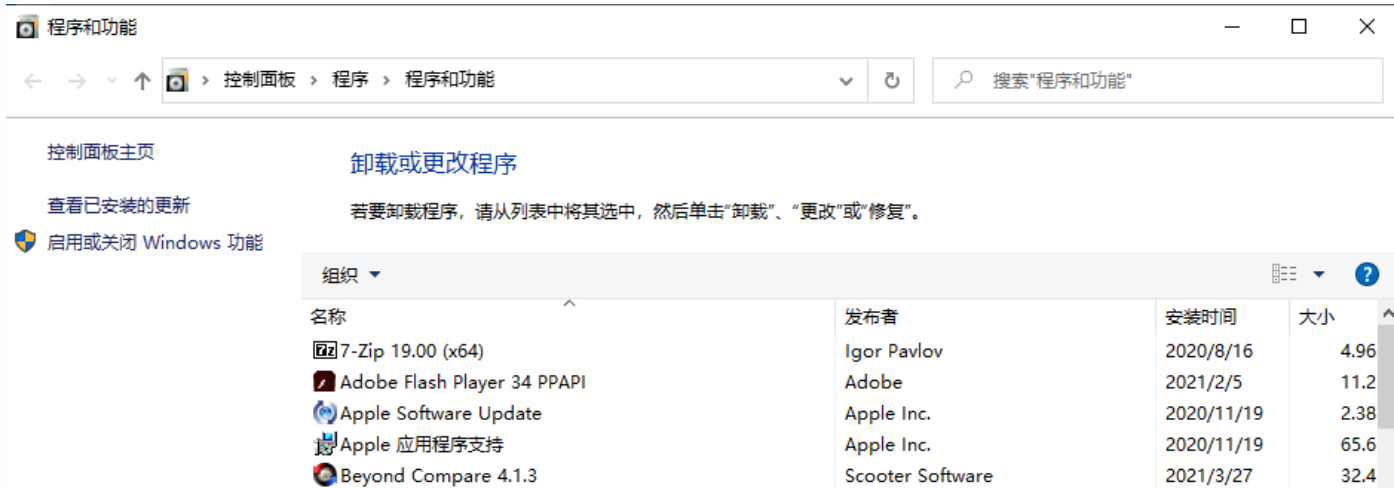 程序和功能
控制面板 › 程序 › 程序和功能
搜索"程序和功能"
控制面板主页
查看已安装的更新
启用或关闭 Windows 功能
卸载或更改程序
若要卸载程序，请从列表中将其选中，然后单击“卸载”、“更改”或“修复”。
组织
名称 发布者 安装时间 大小
7-Zip 19.00 (x64) Igor Pavlov 2020/8/16 4.96
Adobe Flash Player 34 PPAPI Adobe 2021/2/5 11.2
Apple Software Update Apple Inc. 2020/11/19 2.38
Apple 应用程序支持 Apple Inc. 2020/11/19 65.6
Beyond Compare 4.1.3 Scooter Software 2021/3/27 32.4